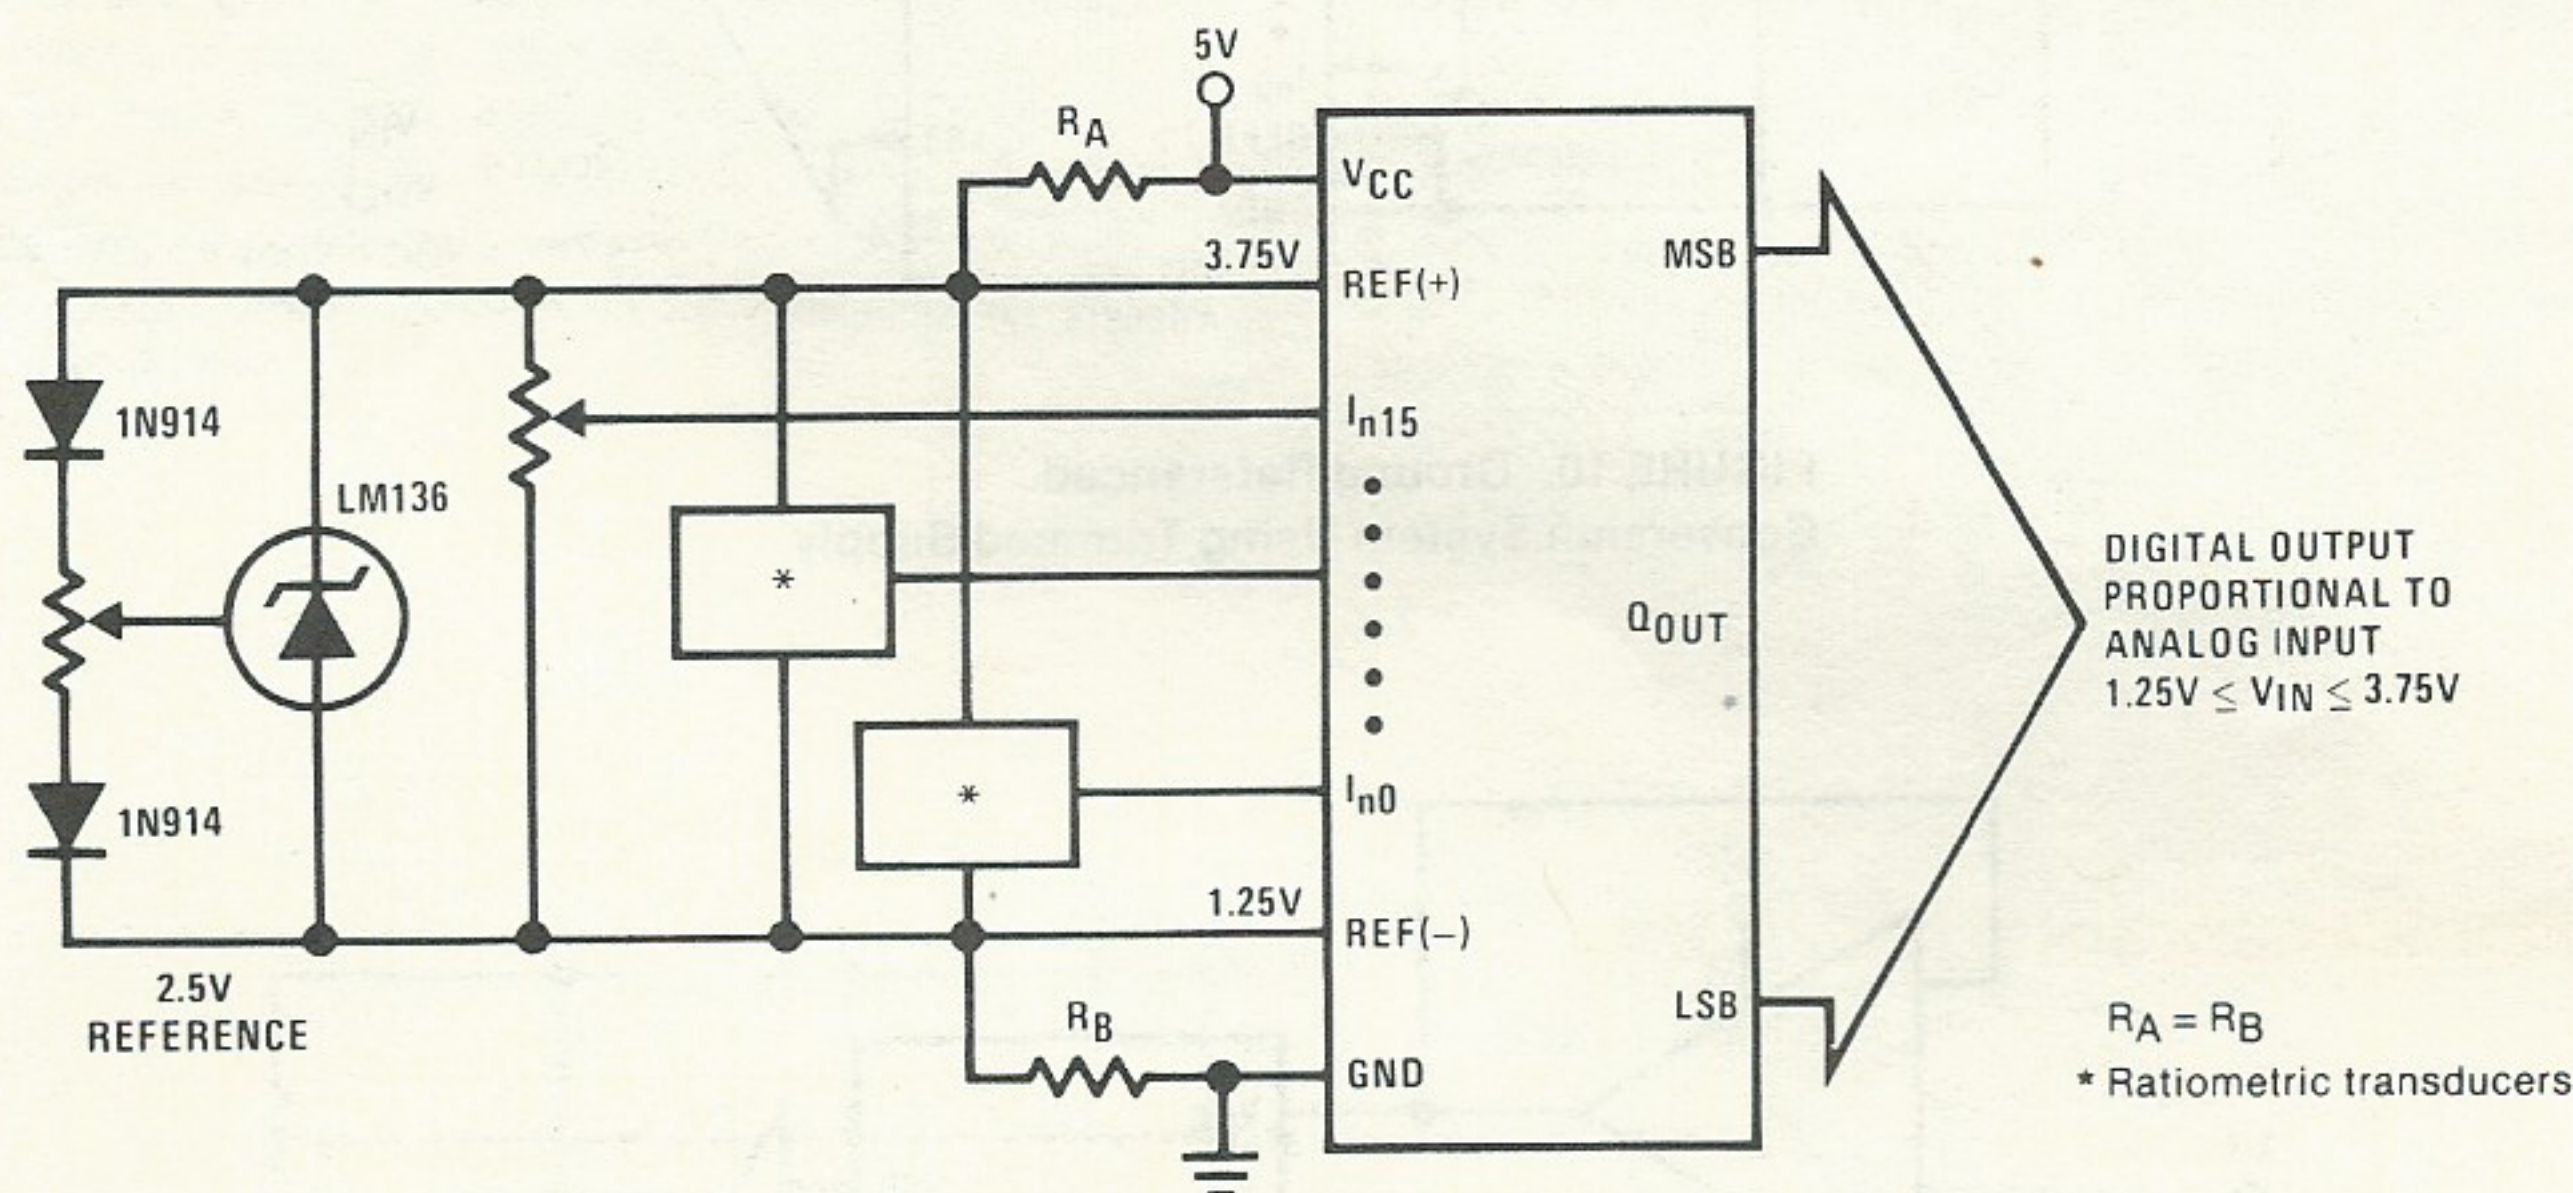 5V
RA
VCC
3.75V
REF(+)
MSB
1N914
In15
LM136
*
QOUT
DIGITAL OUTPUT
PROPORTIONAL TO
ANALOG INPUT
1.25V ≤ VIN ≤ 3.75V
*
In0
1N914
1.25V
REF(−)
2.5V
REFERENCE
RB
LSB
GND
RA = RB
* Ratiometric transducers